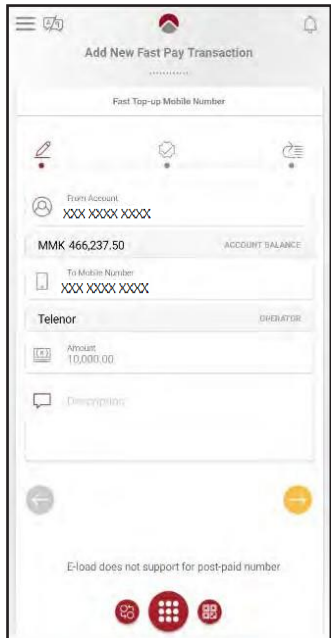 Add New Fast Pay Transaction
Fast Top-up Mobile Number
From Account
XXX XXXX XXXX
MMK 466,237.50 ACCOUNT BALANCE
To Mobile Number
XXX XXXX XXXX
Telenor OPERATOR
Amount
10,000.00
Description
E-load does not support for post-paid number